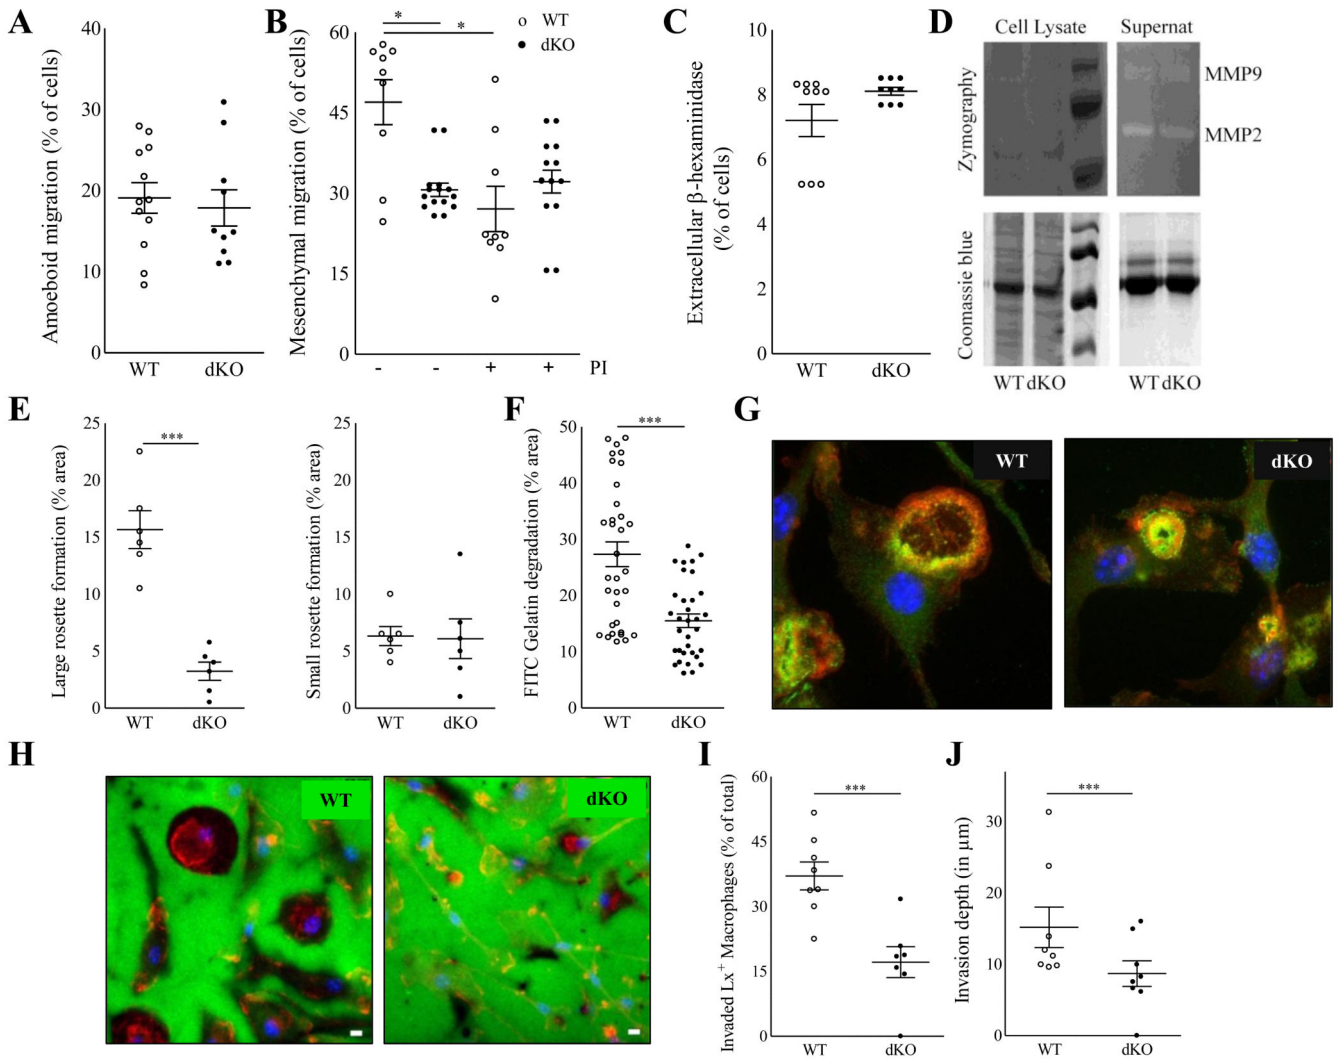 A
Amoeboid migration (% of cells)
40
30
20
10
0
WT
dKO
B
Mesenchymal migration (% of cells)
60
45
30
15
0
*
*
WT
dKO
-
-
+
+
PI
C
Extracellular β-hexaminidase
(% of cells)
10
8
6
4
2
0
WT
dKO
D
Cell Lysate
Supernat
Zymography
MMP9
MMP2
Coomassie blue
WT dKO
WT dKO
E
Large rosette formation (% area)
25
20
15
10
5
0
***
WT
dKO
Small rosette formation (% area)
25
20
15
10
5
0
WT
dKO
F
FITC Gelatin degradation (% area)
50
40
30
20
10
0
***
WT
dKO
G
WT
dKO
H
WT
dKO
I
Invaded Lx+ Macrophages (% of total)
60
45
30
15
0
***
WT
dKO
J
Invasion depth (in µm)
30
20
10
0
***
WT
dKO